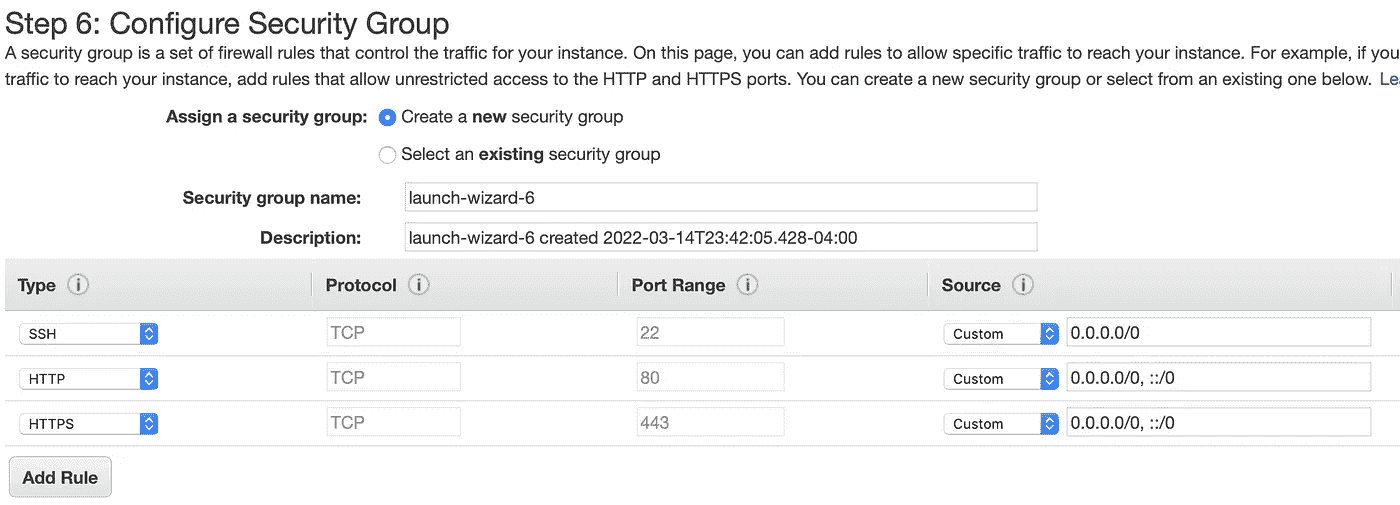 Step 6: Configure Security Group
A security group is a set of firewall rules that control the traffic for your instance. On this page, you can add rules to allow specific traffic to reach your instance. For example, if you
traffic to reach your instance, add rules that allow unrestricted access to the HTTP and HTTPS ports. You can create a new security group or select from an existing one below. Le
Assign a security group: Create a new security group
Select an existing security group
Security group name: launch-wizard-6
Description: launch-wizard-6 created 2022-03-14T23:42:05.428-04:00
Type i Protocol i Port Range i Source i
SSH TCP 22 Custom 0.0.0.0/0
HTTP TCP 80 Custom 0.0.0.0/0, ::/0
HTTPS TCP 443 Custom 0.0.0.0/0, ::/0
Add Rule